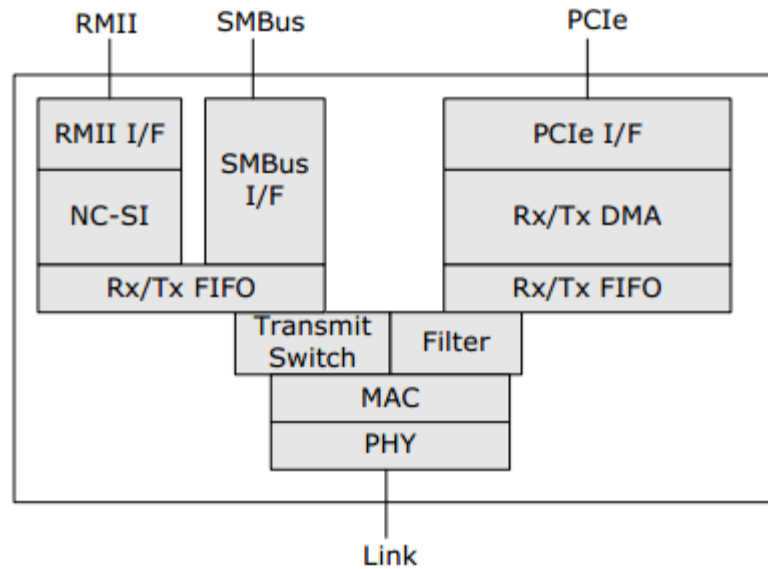 RMII
SMBus
PCIe
RMII I/F
SMBus
I/F
PCIe I/F
NC-SI
Rx/Tx DMA
Rx/Tx FIFO
Rx/Tx FIFO
Transmit
Switch
Filter
MAC
PHY
Link